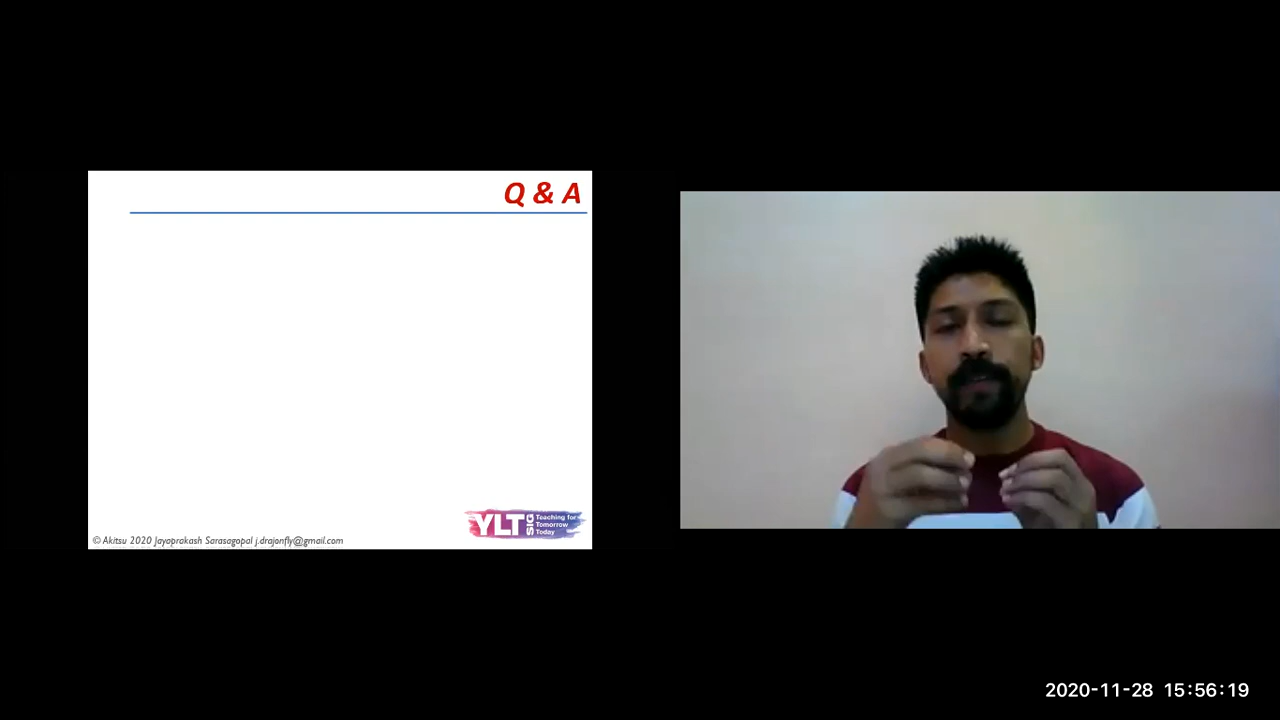 Q & A
YLT SIG Teaching for
Tomorrow
Today
© Akitsu 2020 Jayaprakash Sarasagopal j.drajonfly@gmail.com
2020-11-28 15:56:19